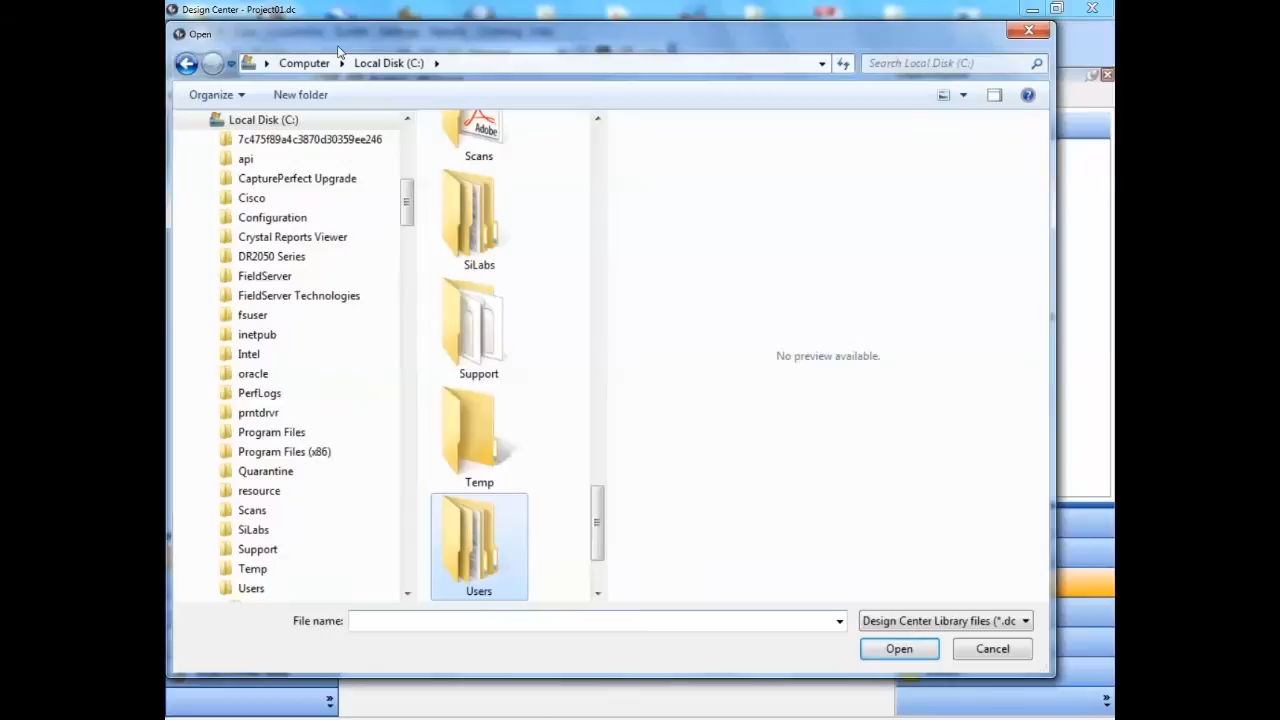 Design Center - Project01.dc
Open
Computer
Local Disk (C:)
Search Local Disk (C:)
Organize
New folder
Local Disk (C:)
7c475f89a4c3870d30359ee246
api
CapturePerfect Upgrade
Cisco
Configuration
Crystal Reports Viewer
DR2050 Series
FieldServer
FieldServer Technologies
fsuser
inetpub
Intel
oracle
PerfLogs
prntdrvr
Program Files
Program Files (x86)
Quarantine
resource
Scans
SiLabs
Support
Temp
Users
Adobe
Scans
SiLabs
Support
Temp
Users
No preview available.
File name:
Design Center Library files (*.dc
Open
Cancel